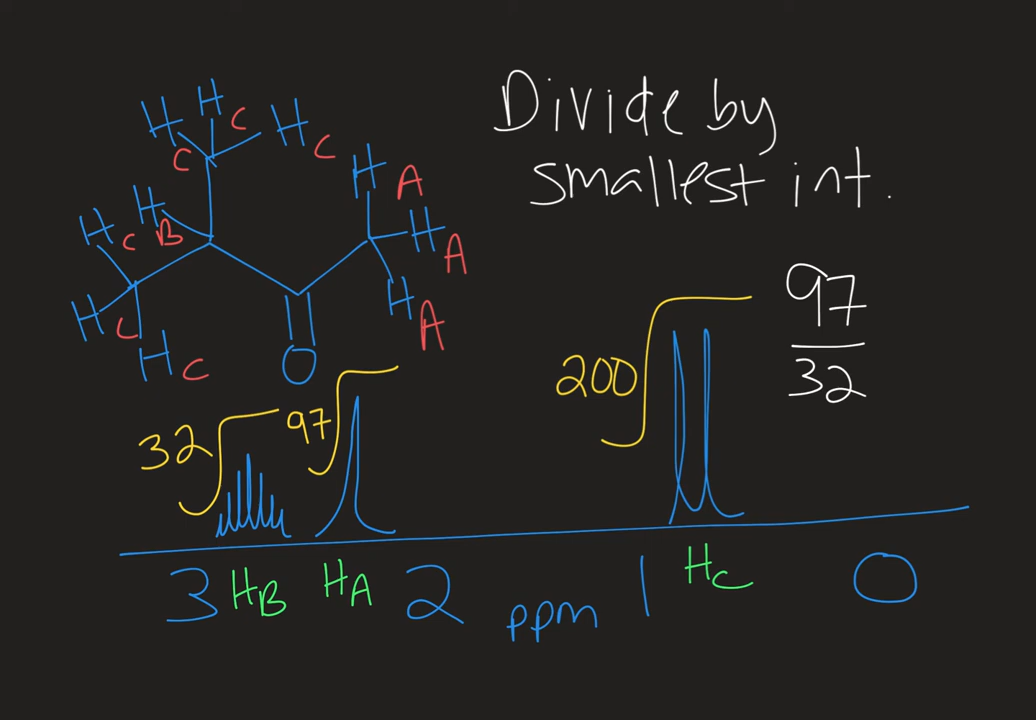 Divide by
smallest int.
H H C H
C C
H A
H H
C B
H A
H C
H A
H C
O
97
32
200
32
97
3 HB HA 2 ppm 1 HC 0